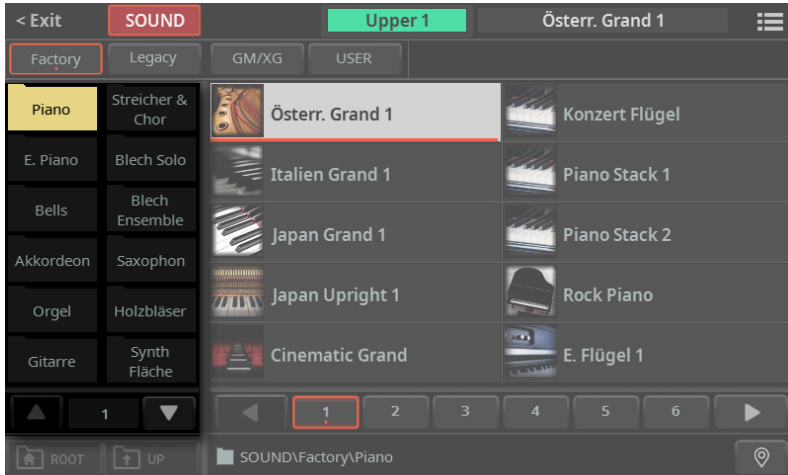 < Exit SOUND Upper 1 Österr. Grand 1
Factory Legacy GM/XG USER
Piano
Streicher &
Chor
E. Piano
Blech Solo
Bells
Blech
Ensemble
Akkordeon
Saxophon
Orgel
Holzbläser
Gitarre
Synth
Fläche
1
Österr. Grand 1
Konzert Flügel
Italien Grand 1
Piano Stack 1
Japan Grand 1
Piano Stack 2
Japan Upright 1
Rock Piano
Cinematic Grand
E. Flügel 1
1 2 3 4 5 6
ROOT UP SOUND\Factory\Piano